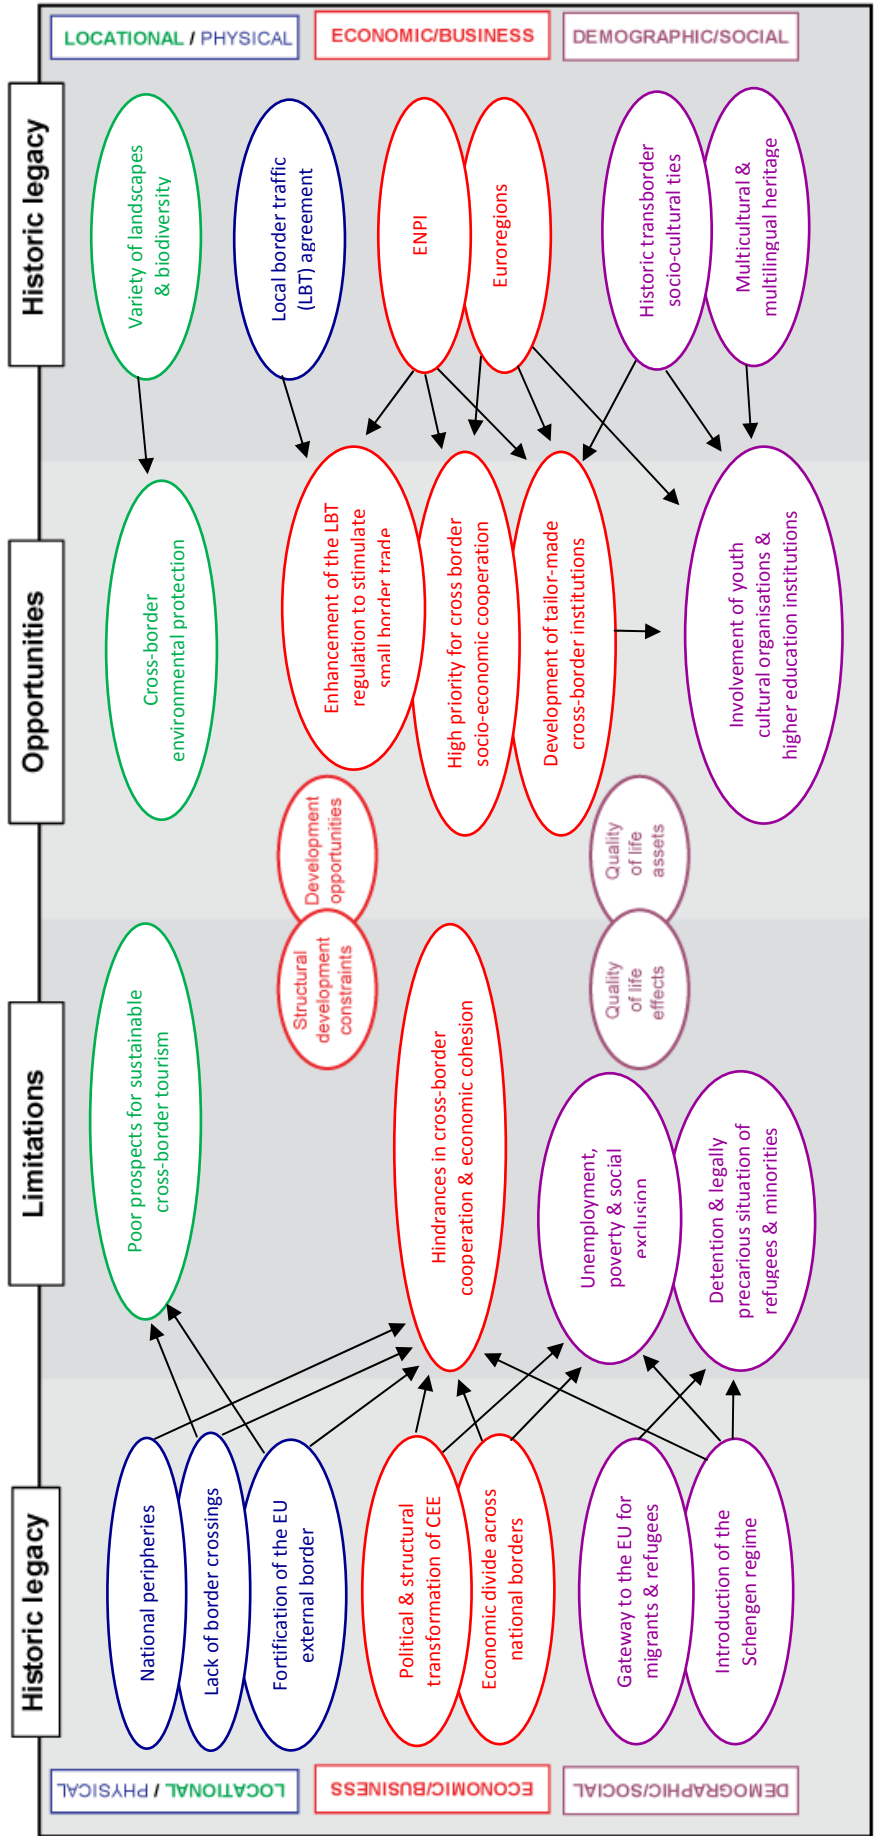 LOCATIONAL / PHYSICAL
ECONOMIC/BUSINESS
DEMOGRAPHIC/SOCIAL
Historic legacy
Variety of landscapes
& biodiversity
Local border traffic
(LBT) agreement
ENPI
Euroregions
Historic transborder
socio-cultural ties
Multicultural &
multilingual heritage
Opportunities
Cross-border
environmental protection
Enhancement of the LBT
regulation to stimulate
small border trade
High priority for cross border
socio-economic cooperation
Development of tailor-made
cross-border institutions
Involvement of youth
cultural organisations &
higher education institutions
Development
opportunities
Quality
of life
assets
Limitations
Structural
development
constraints
Quality
of life
effects
Poor prospects for sustainable
cross-border tourism
Hindrances in cross-border
cooperation & economic cohesion
Unemployment,
poverty & social
exclusion
Detention & legally
precarious situation of
refugees & minorities
Historic legacy
National peripheries
Lack of border crossings
Fortification of the EU
external border
Political & structural
transformation of CEE
Economic divide across
national borders
Gateway to the EU for
migrants & refugees
Introduction of the
Schengen regime
LOCATIONAL / PHYSICAL
ECONOMIC/BUSINESS
DEMOGRAPHIC/SOCIAL